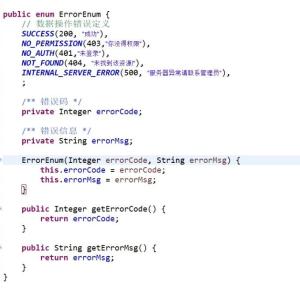 public enum ErrorEnum {
// 数据操作错误定义
SUCCESS(200, "成功"),
NO_PERMISSION(403,"你没得权限"),
NO_AUTH(401,"未登录"),
NOT_FOUND(404, "未找到该资源!"),
INTERNAL_SERVER_ERROR(500, "服务器异常请联系管理员"),
;
/** 错误码 */
private Integer errorCode;
/** 错误信息 */
private String errorMsg;
ErrorEnum(Integer errorCode, String errorMsg) {
this.errorCode = errorCode;
this.errorMsg = errorMsg;
}
public Integer getErrorCode() {
return errorCode;
}
public String getErrorMsg() {
return errorMsg;
}
}